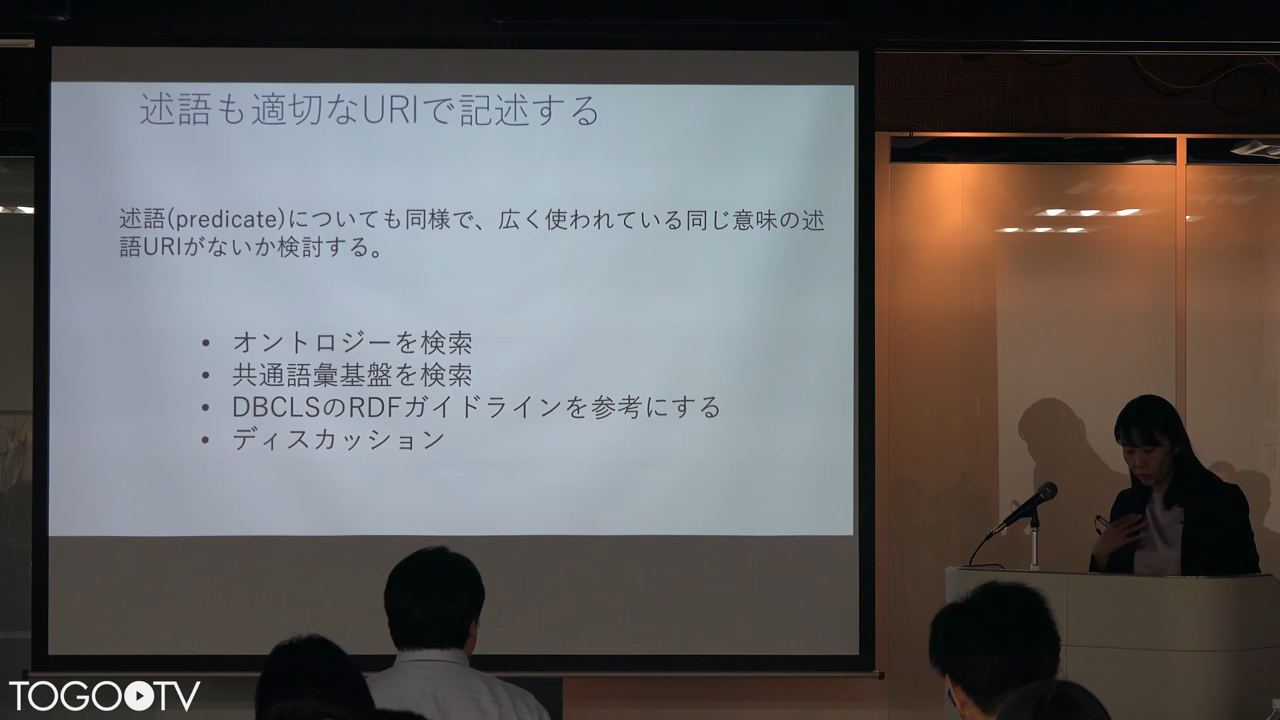 述語も適切なURIで記述する
述語(predicate)についても同様で、広く使われている同じ意味の述
語URIがないか検討する。
• オントロジーを検索
• 共通語彙基盤を検索
• DBCLSのRDFガイドラインを参考にする
• ディスカッション
TOGOTV